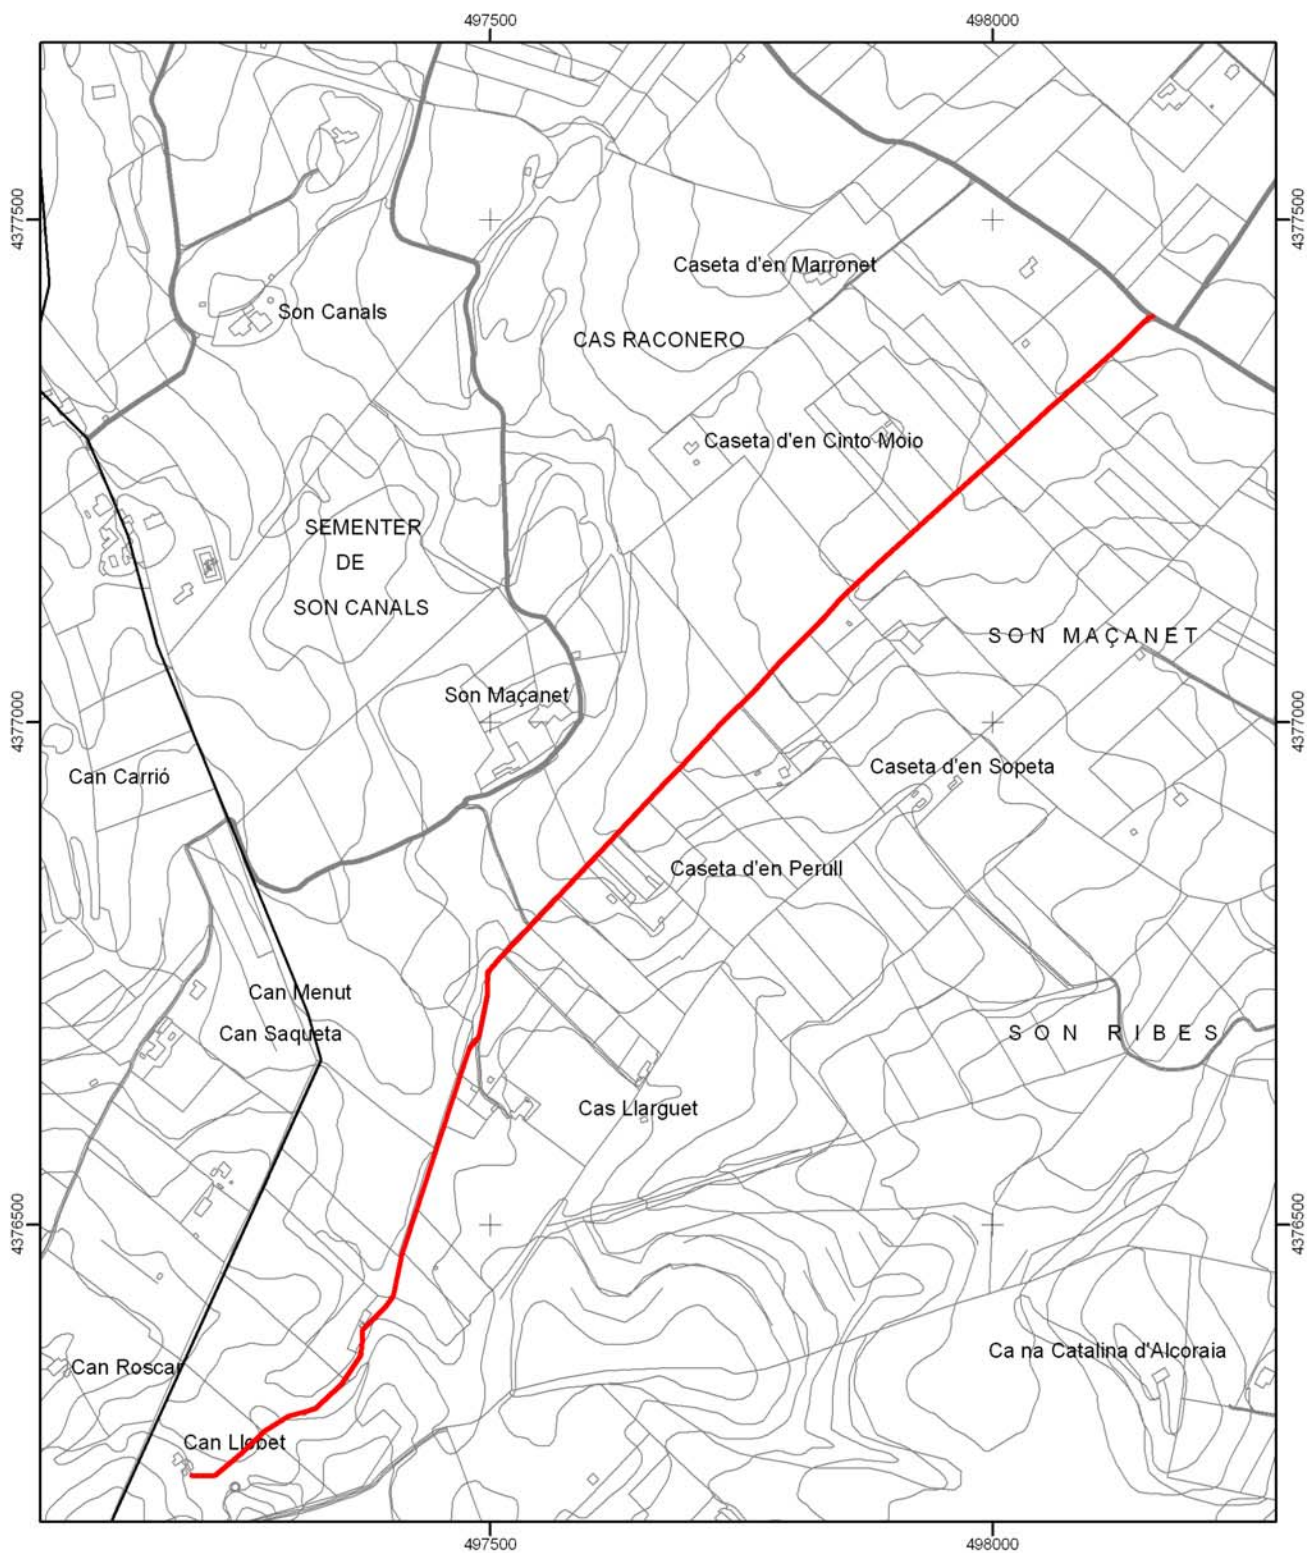 497500
498000
4377500
4377500
Caseta d'en Marronet
Son Canals
CAS RACONERO
Caseta d'en Cinto Moio
SEMENTER
DE
SON CANALS
SON MAÇANET
Son Maçanet
4377000
4377000
Can Carrió
Caseta d'en Sopeta
Caseta d'en Perull
Can Menut
Can Saqueta
SON RIBES
Cas Llarguet
4376500
4376500
Ca na Catalina d'Alcoraia
Can Roscar
Can Llobet
497500
498000